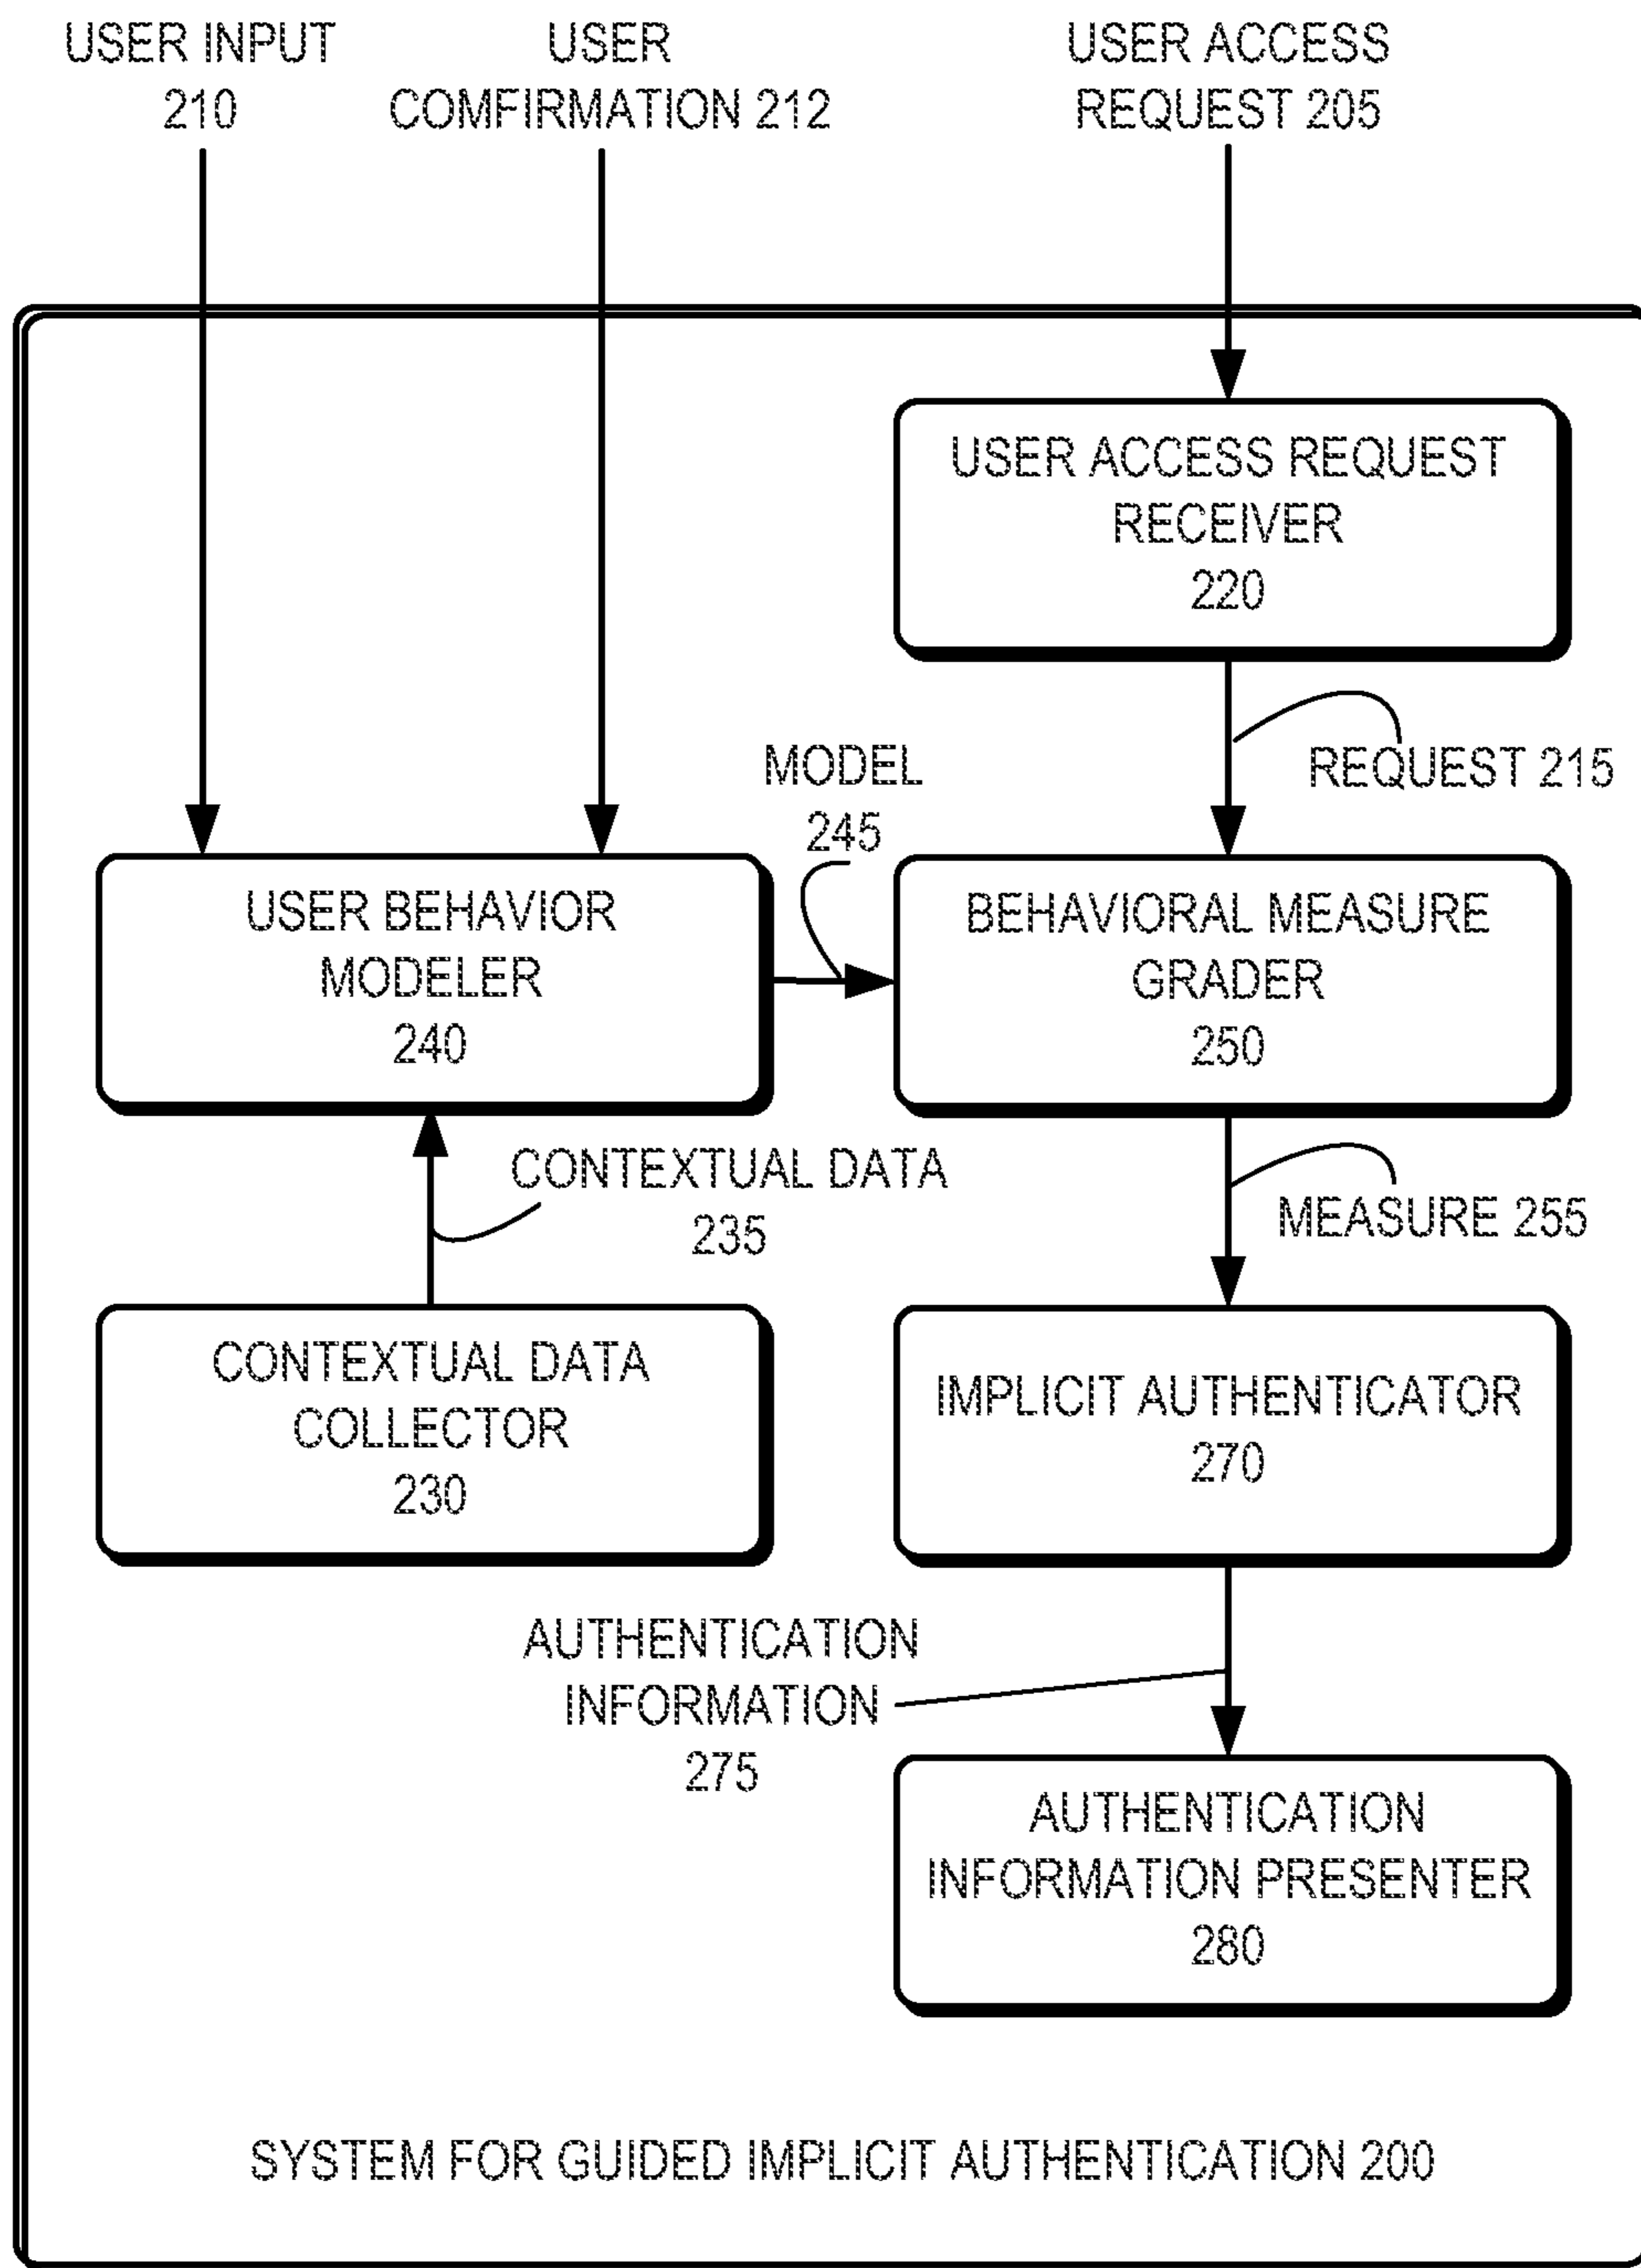 USER INPUT
210
USER
COMFIRMATION 212
USER ACCESS
REQUEST 205
USER ACCESS REQUEST
RECEIVER
220
REQUEST 215
MODEL
245
USER BEHAVIOR
MODELER
240
BEHAVIORAL MEASURE
GRADER
250
CONTEXTUAL DATA
235
MEASURE 255
CONTEXTUAL DATA
COLLECTOR
230
IMPLICIT AUTHENTICATOR
270
AUTHENTICATION
INFORMATION
275
AUTHENTICATION
INFORMATION PRESENTER
280
SYSTEM FOR GUIDED IMPLICIT AUTHENTICATION 200